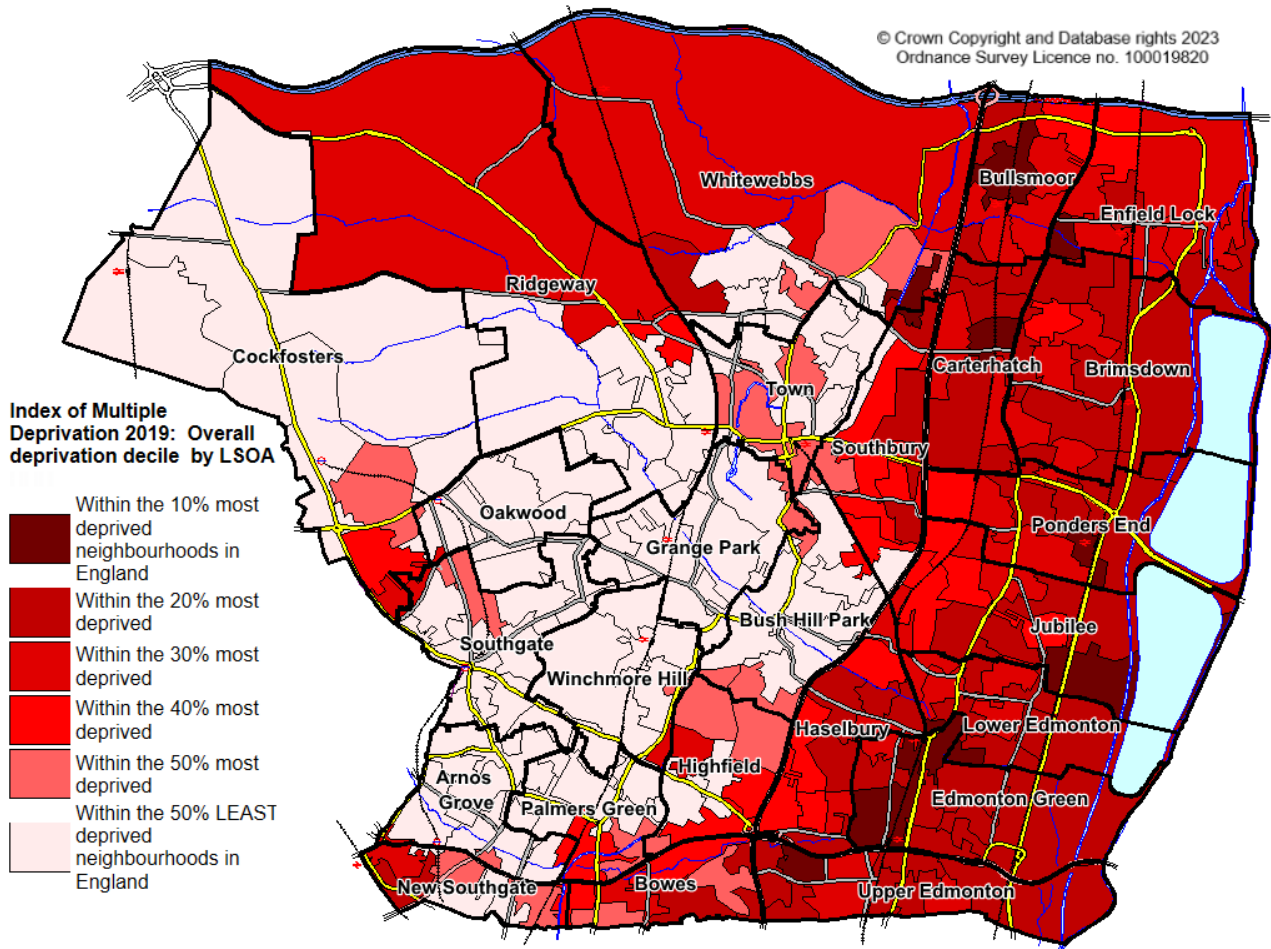 © Crown Copyright and Database rights 2023
Ordnance Survey Licence no. 100019820
Whitewebbs
Bullsmoor
Enfield Lock
Ridgeway
Cockfosters
Carterhatch
Brimsdown
Town
Southbury
Index of Multiple
Deprivation 2019: Overall
deprivation decile by LSOA
Within the 10% most
deprived
neighbourhoods in
England
Within the 20% most
deprived
Within the 30% most
deprived
Within the 40% most
deprived
Within the 50% most
deprived
Within the 50% LEAST
deprived
neighbourhoods in
England
Oakwood
Ponders End
Grange Park
Bush Hill Park
Jubilee
Southgate
Winchmore Hill
Haselbury
Lower Edmonton
Highfield
Arnos
Grove
Palmers Green
Edmonton Green
New Southgate
Bowes
Upper Edmonton